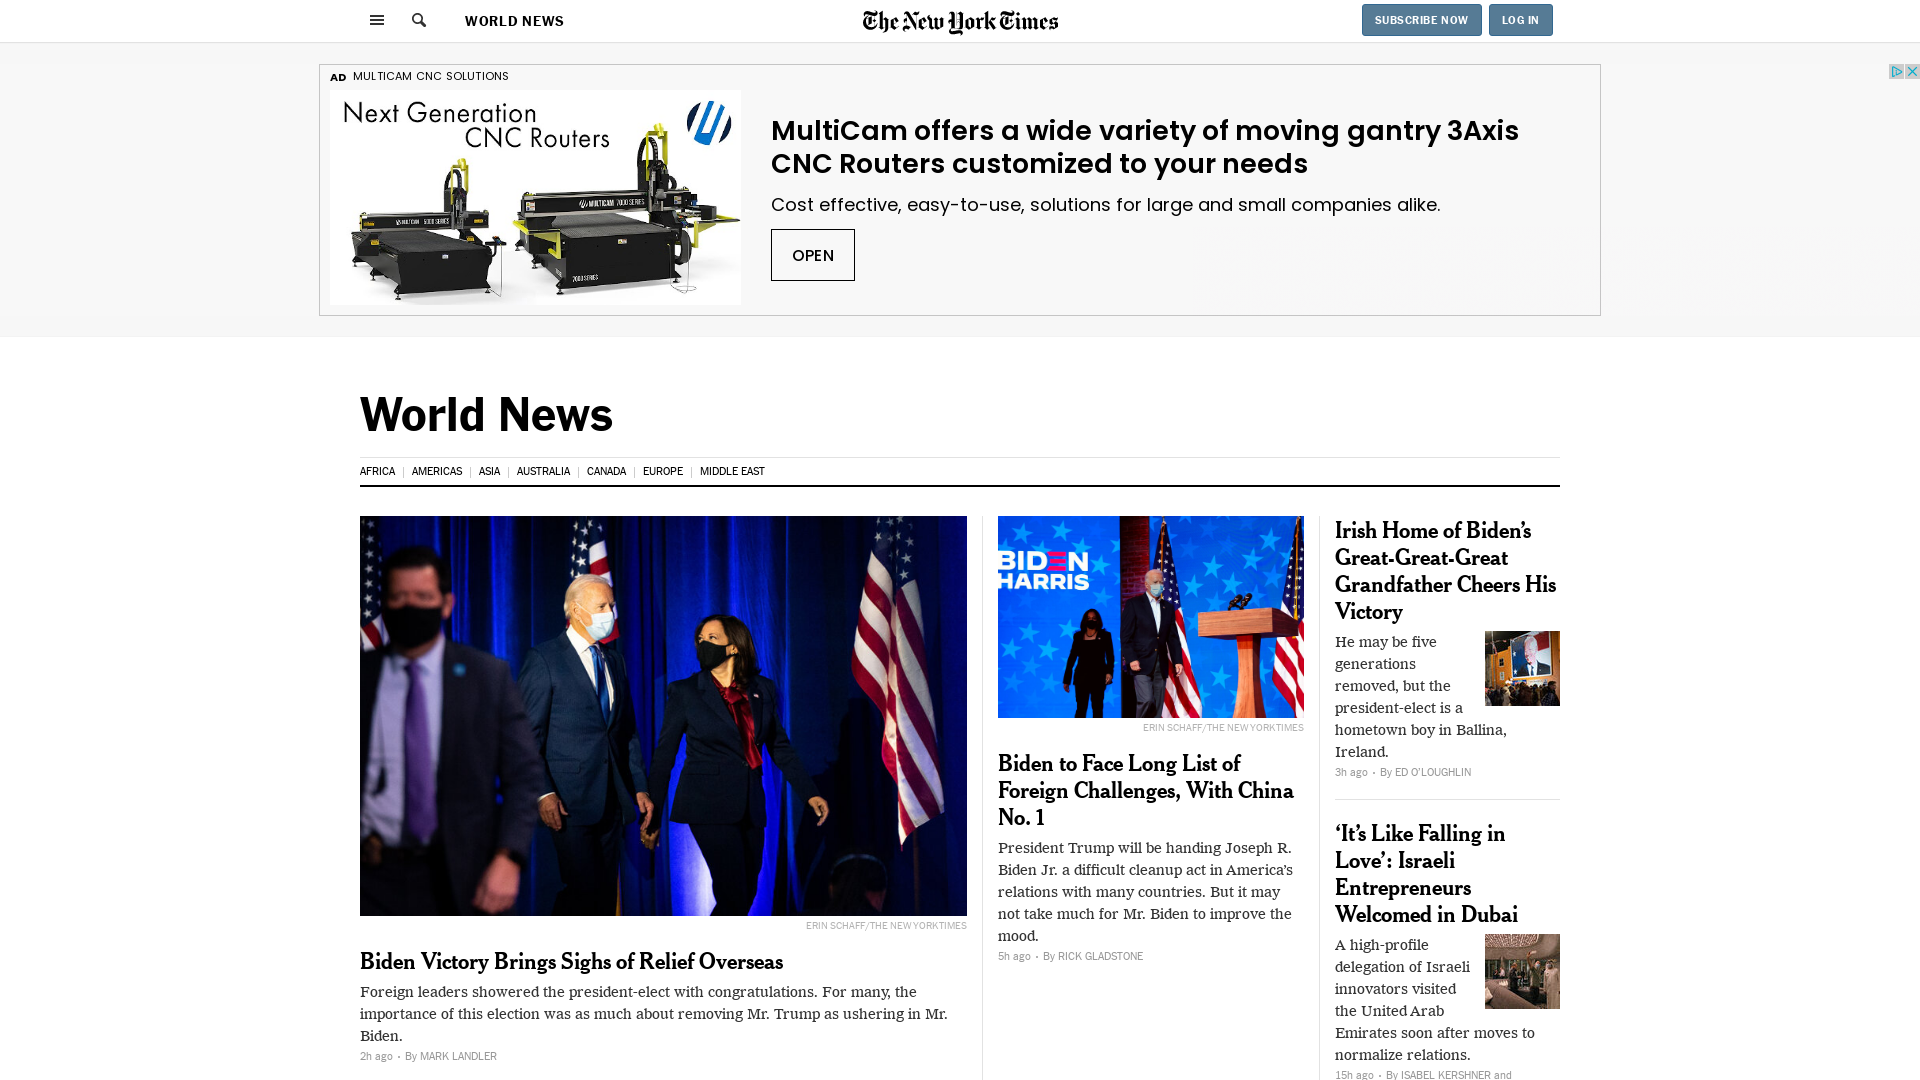 WORLD NEWS
The New York Times
SUBSCRIBE NOW
LOG IN
AD MULTICAM CNC SOLUTIONS
Next Generation
CNC Routers
MULTICAM 7000 SERIES
7000 SERIES
MultiCam offers a wide variety of moving gantry 3Axis
CNC Routers customized to your needs
Cost effective, easy-to-use, solutions for large and small companies alike.
OPEN
World News
AFRICA
AMERICAS
ASIA
AUSTRALIA
CANADA
EUROPE
MIDDLE EAST
ERIN SCHAFF/THE NEW YORK TIMES
Biden Victory Brings Sighs of Relief Overseas
Foreign leaders showered the president-elect with congratulations. For many, the
importance of this election was as much about removing Mr. Trump as ushering in Mr.
Biden.
2h ago • By MARK LANDLER
BIDEN
HARRIS
ERIN SCHAFF/THE NEW YORK TIMES
Biden to Face Long List of
Foreign Challenges, With China
No. 1
President Trump will be handing Joseph R.
Biden Jr. a difficult cleanup act in America’s
relations with many countries. But it may
not take much for Mr. Biden to improve the
mood.
5h ago • By RICK GLADSTONE
Irish Home of Biden’s
Great-Great-Great
Grandfather Cheers His
Victory
He may be five
generations
removed, but the
president-elect is a
hometown boy in Ballina,
Ireland.
3h ago • By ED O’LOUGHLIN
‘It’s Like Falling in
Love’: Israeli
Entrepreneurs
Welcomed in Dubai
A high-profile
delegation of Israeli
innovators visited
the United Arab
Emirates soon after moves to
normalize relations.
15h ago • By ISABEL KERSHNER and